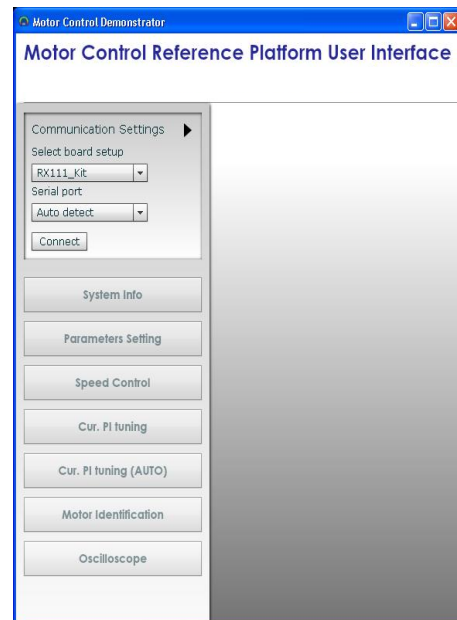 Motor Control Demonstrator
Motor Control Reference Platform User Interface
Communication Settings
Select board setup
RX111_Kit
Serial port
Auto detect
Connect
System Info
Parameters Setting
Speed Control
Cur. PI tuning
Cur. PI tuning (AUTO)
Motor Identification
Oscilloscope